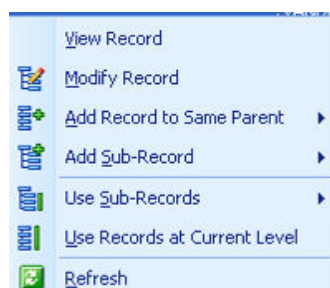 View Record
Modify Record
Add Record to Same Parent
Add Sub-Record
Use Sub-Records
Use Records at Current Level
Refresh